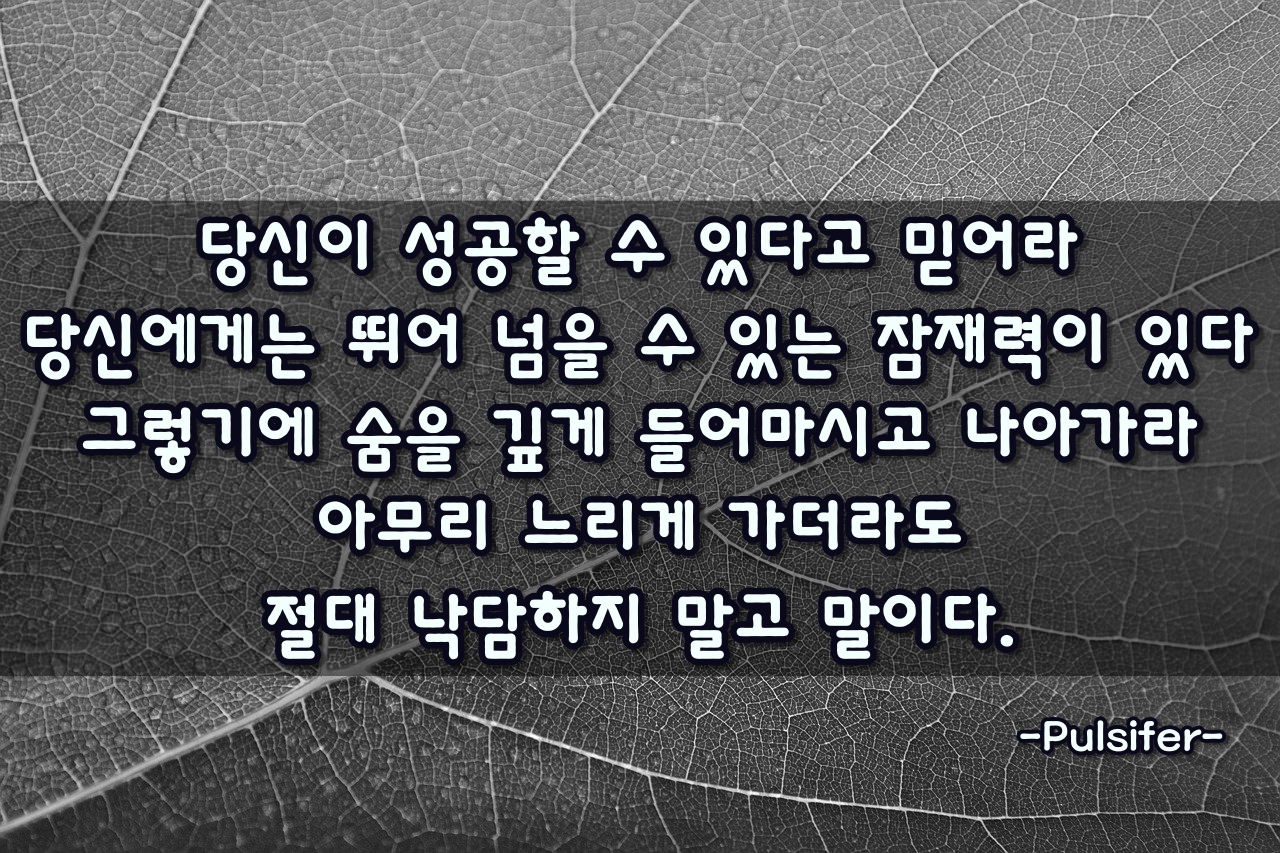 당신이 성공할 수 있다고 믿어라
당신에게는 뛰어 넘을 수 있는 잠재력이 있다
그렇기에 숨을 깊게 들어마시고 나아가라
아무리 느리게 가더라도
절대 낙담하지 말고 말이다.
-Pulsifer-